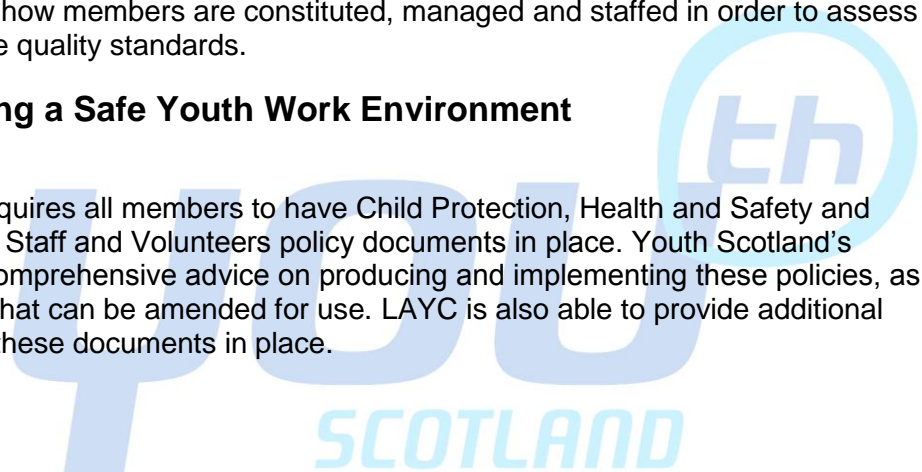 how members are constituted, managed and staffed in order to assess
e quality standards.
ng a Safe Youth Work Environment
quires all members to have Child Protection, Health and Safety and
Staff and Volunteers policy documents in place. Youth Scotland’s
omprehensive advice on producing and implementing these policies, as
hat can be amended for use. LAYC is also able to provide additional
these documents in place.
youth
SCOTLAND